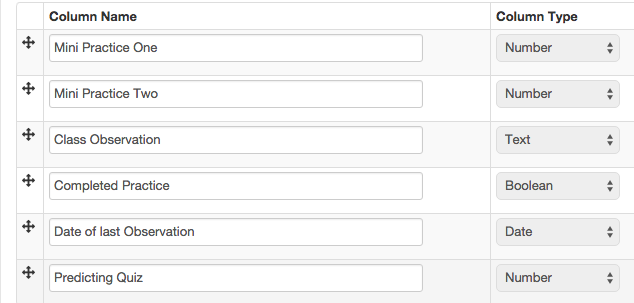 Column Name Column Type
Mini Practice One Number
Mini Practice Two Number
Class Observation Text
Completed Practice Boolean
Date of last Observation Date
Predicting Quiz Number